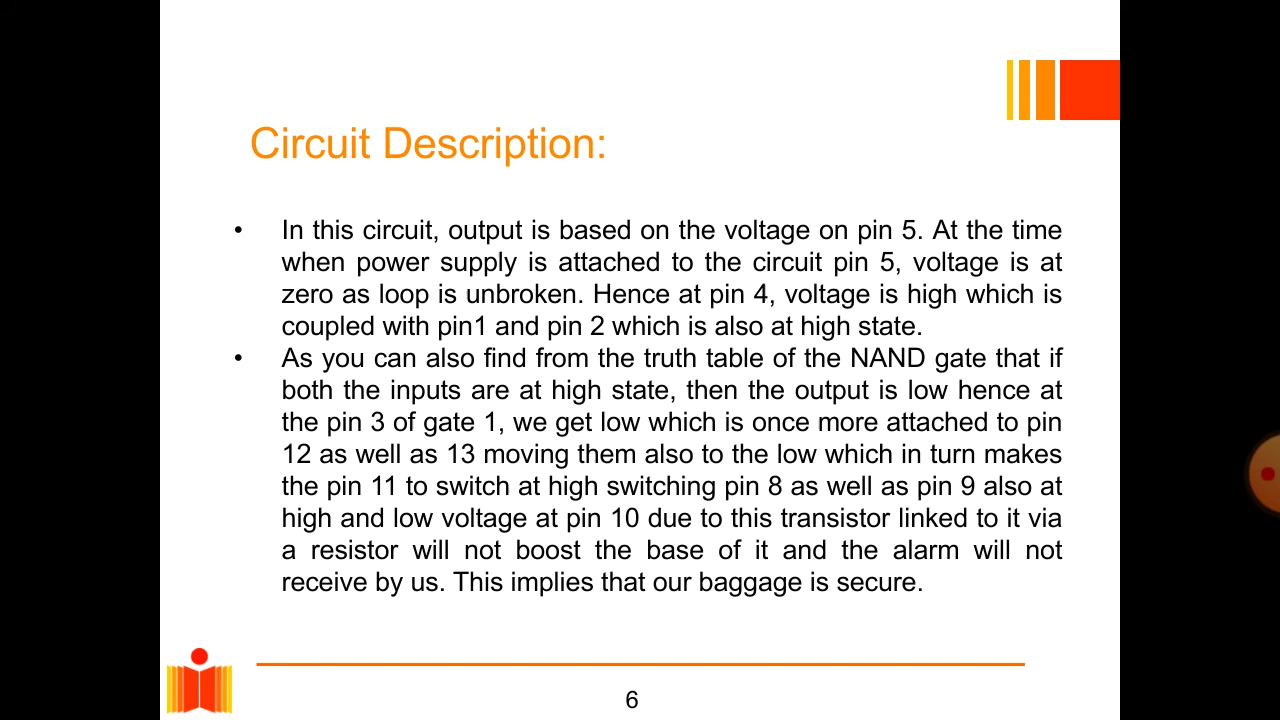 Circuit Description:
• In this circuit, output is based on the voltage on pin 5. At the time
when power supply is attached to the circuit pin 5, voltage is at
zero as loop is unbroken. Hence at pin 4, voltage is high which is
coupled with pin1 and pin 2 which is also at high state.
• As you can also find from the truth table of the NAND gate that if
both the inputs are at high state, then the output is low hence at
the pin 3 of gate 1, we get low which is once more attached to pin
12 as well as 13 moving them also to the low which in turn makes
the pin 11 to switch at high switching pin 8 as well as pin 9 also at
high and low voltage at pin 10 due to this transistor linked to it via
a resistor will not boost the base of it and the alarm will not
receive by us. This implies that our baggage is secure.
6